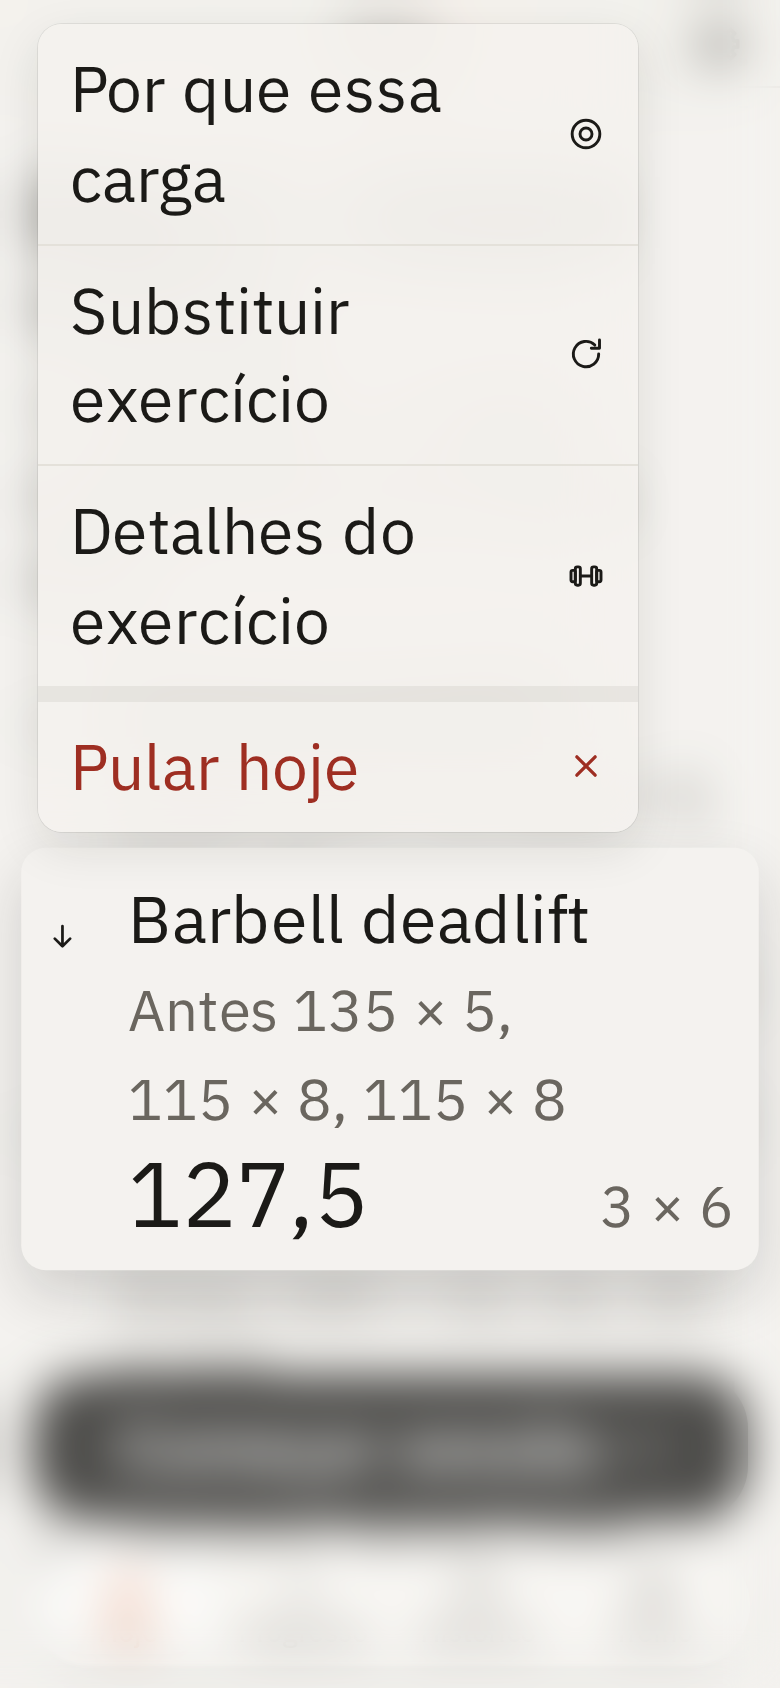 Por que essa
carga
Substituir
exercício
Detalhes do
exercício
Pular hoje
Barbell deadlift
Antes 135 × 5,
115 × 8, 115 × 8
127,5
3 × 6